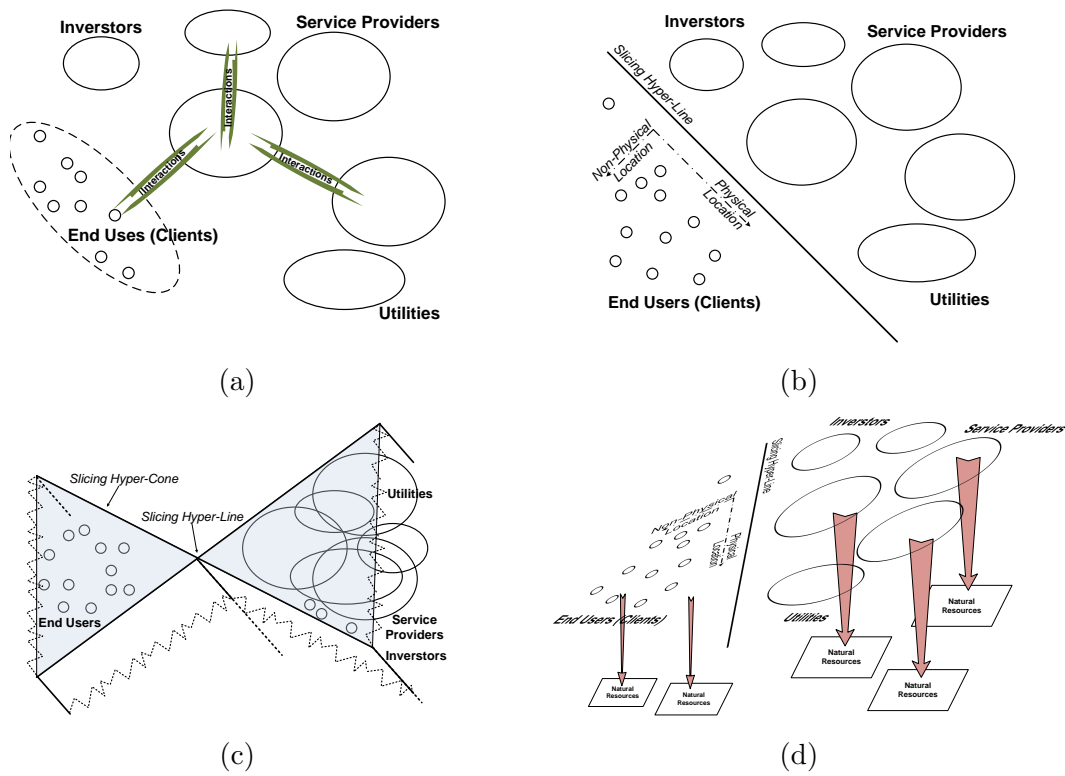 Inverstors
Service Providers
Interactions
Interactions
Interactions
End Uses (Clients)
Utilities
(a)
Inverstors
Service Providers
Slicing Hyper-Line
Non-Physical
Location
Physical
Location
End Users (Clients)
Utilities
(b)
Slicing Hyper-Cone
Slicing Hyper-Line
Utilities
End Users
Service
Providers
Inverstors
(c)
Inverstors
Service Providers
Slicing Hyper-Line
Non-Physical
Location
Physical
Location
End Users (Clients)
Utilities
Natural
Resources
Natural
Resources
Natural
Resources
Natural
Resources
Natural
Resources
(d)